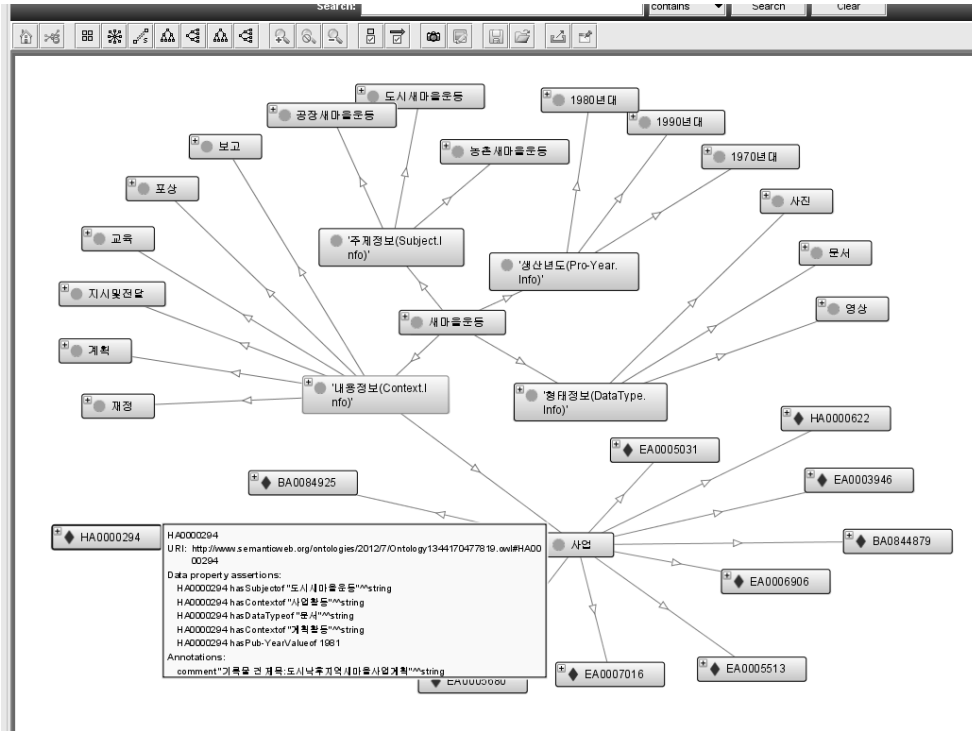 Search:
contains
Search
Clear
도시새마을운동
공장새마을운동
1980년대
1990년대
보고
농촌새마을운동
1970년대
포상
사진
교육
'주제정보(Subject.I
nfo)'
문서
'생산년도(Pro-Year.
Info)'
지시및전달
영상
새마을운동
계획
'내용정보(Context.I
nfo)'
'형태정보(DataType.
Info)'
재정
HA0000622
EA0005031
BA0084925
EA0003946
HA0000294
사업
BA0844879
HA0000294
URI: http://www.semanticweb.org/ontologies/2012/7/Ontology1344170477819.owl#HA00
00294
Data property assertions:
HA0000294 hasSubjectof "도시새마을운동"^^string
HA0000294 hasContextof "사업활동"^^string
HA0000294 hasDataTypeof "문서"^^string
HA0000294 hasContextof "계획활동"^^string
HA0000294 hasPub-YearValueof 1981
Annotations:
comment"기록물 건 제목:도시낙후지역새마을사업계획"^^string
EA0006906
EA0007016
EA0005513
EA0005680